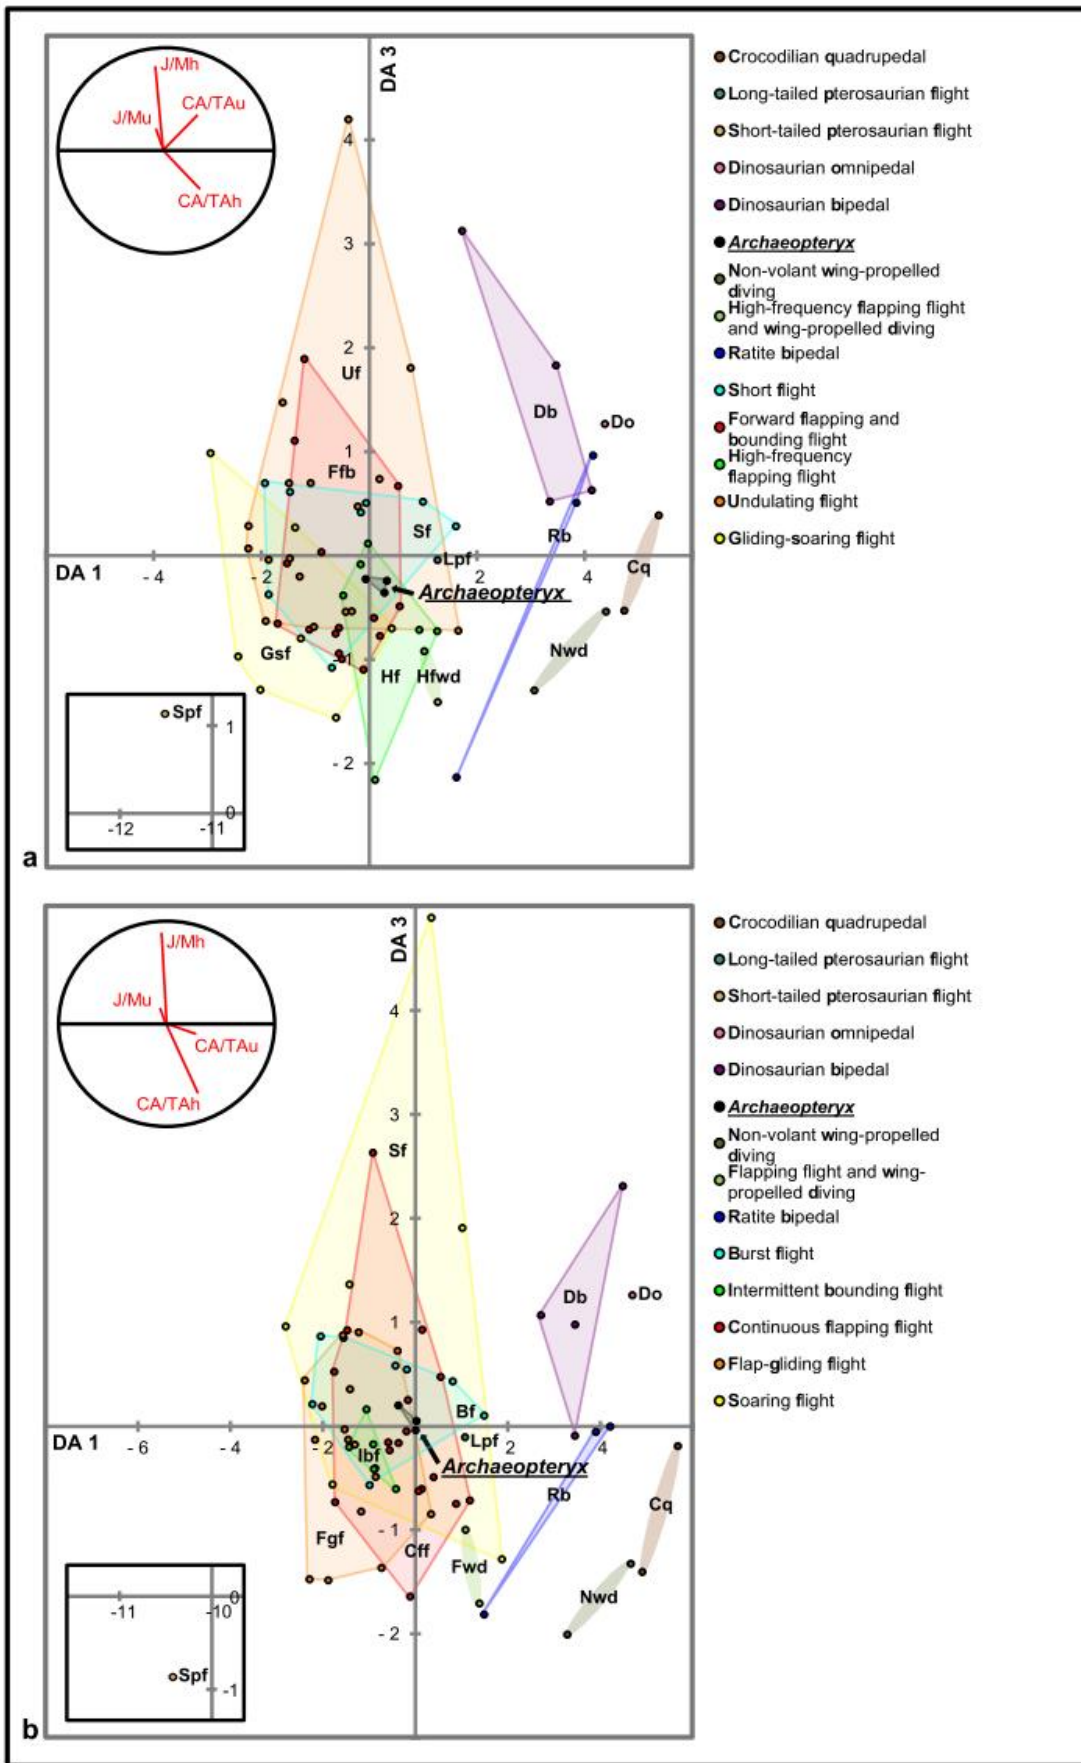 DA 3
J/Mh
CA/TAu
J/Mu
CA/TAh
4
3
2
Uf
1
Ffb
Sf
Db
Do
Rb
Lpf
DA 1
- 4
- 2
2
4
Cq
Archaeopteryx
Gsf
-1
Hf
Hfwd
Nwd
- 2
Spf
1
0
-12
-11
a
Crocodilian quadrupedal
Long-tailed pterosaurian flight
Short-tailed pterosaurian flight
Dinosaurian omnipedal
Dinosaurian bipedal
Archaeopteryx
Non-volant wing-propelled
diving
High-frequency flapping flight
and wing-propelled diving
Ratite bipedal
Short flight
Forward flapping and
bounding flight
High-frequency
flapping flight
Undulating flight
Gliding-soaring flight
DA 3
J/Mh
J/Mu
CA/TAu
CA/TAh
4
3
Sf
2
1
Db
Do
Bf
Lpf
DA 1
- 6
- 4
- 2
2
4
Ibf
Archaeopteryx
Rb
Cq
- 1
Fgf
Cff
Fwd
Nwd
- 2
0
-11
-10
Spf
-1
b
Crocodilian quadrupedal
Long-tailed pterosaurian flight
Short-tailed pterosaurian flight
Dinosaurian omnipedal
Dinosaurian bipedal
Archaeopteryx
Non-volant wing-propelled
diving
Flapping flight and wing-
propelled diving
Ratite bipedal
Burst flight
Intermittent bounding flight
Continuous flapping flight
Flap-gliding flight
Soaring flight